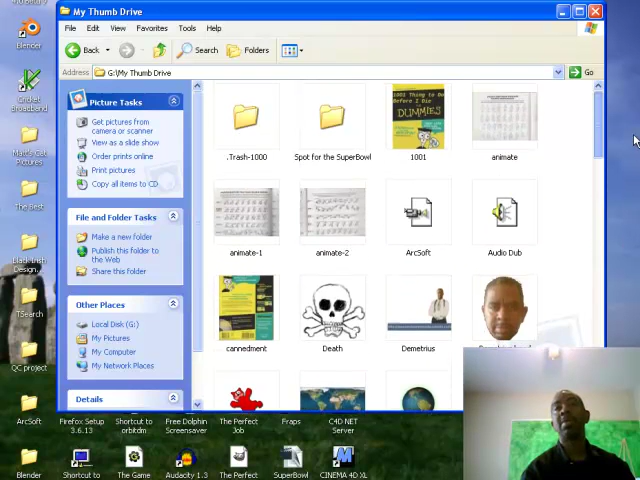 My Thumb Drive
File Edit View Favorites Tools Help
Back Search Folders
Address G:\My Thumb Drive Go
Picture Tasks
Get pictures from
camera or scanner
View as a slide show
Order prints online
Print pictures
Copy all items to CD
File and Folder Tasks
Make a new folder
Publish this folder to
the Web
Share this folder
Other Places
Local Disk (G:)
My Pictures
My Computer
My Network Places
Details
.Trash-1000 Spot for the SuperBowl 1001 animate
animate-1 animate-2 ArcSoft Audio Dub
cannedment Death Demetrius
1001 Thing to Do
Before I Die
DUMMIES
Blender
Cricket
Broadband
Matt's Cat
Pictures
The Best
Black Irish
Design...
TSearch
QC project
ArcSoft
Blender
Firefox Setup
3.6.13
Shortcut to
orbitdm
Free Dolphin
Screensaver
The Perfect
Job
Fraps
C4D NET
Server
Shortcut to
The Game
Audacity 1.3
The Perfect
SuperBowl
CINEMA 4D XL